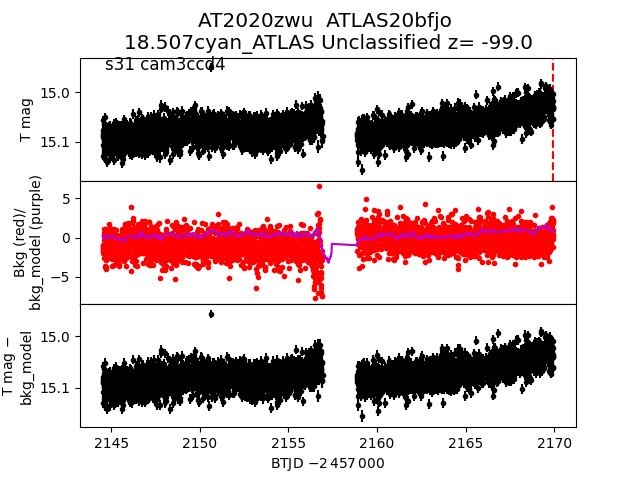 AT2020zwu ATLAS20bfjo
18.507cyan_ATLAS Unclassified z= -99.0
s31 cam3ccd4
T mag
15.0
15.1
Bkg (red)/
bkg_model (purple)
5
0
−5
T mag −
bkg_model
15.0
15.1
2145
2150
2155
2160
2165
2170
BTJD −2 457 000